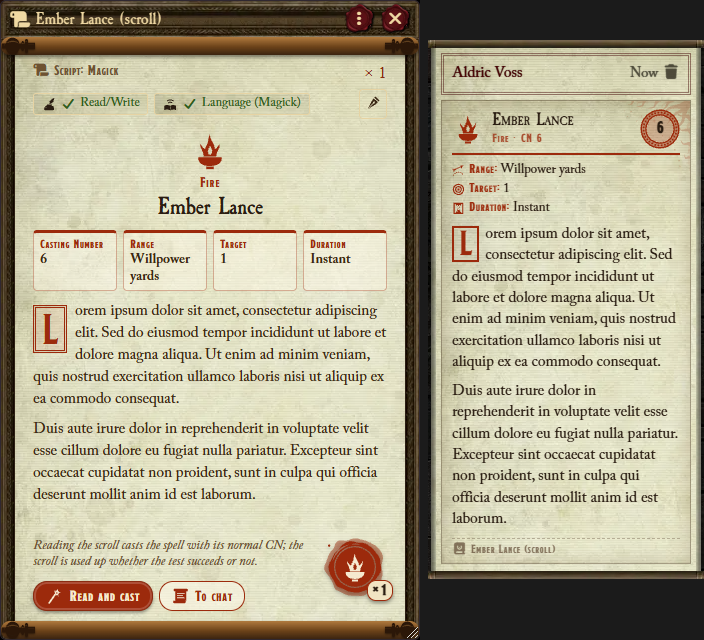 Ember Lance (scroll)
Script: Magick
× 1
Read/Write
Language (Magick)
Fire
Ember Lance
Casting Number
6
Range
Willpower
yards
Target
1
Duration
Instant
Lorem ipsum dolor sit amet, consectetur adipiscing
elit. Sed do eiusmod tempor incididunt ut labore et
dolore magna aliqua. Ut enim ad minim veniam,
quis nostrud exercitation ullamco laboris nisi ut aliquip ex
ea commodo consequat.
Duis aute irure dolor in reprehenderit in voluptate velit
esse cillum dolore eu fugiat nulla pariatur. Excepteur sint
occaecat cupidatat non proident, sunt in culpa qui officia
deserunt mollit anim id est laborum.
Reading the scroll casts the spell with its normal CN; the
scroll is used up whether the test succeeds or not.
Read and cast
To chat
×1
Aldric Voss
Now
Ember Lance
Fire · CN 6
6
Range: Willpower yards
Target: 1
Duration: Instant
Lorem ipsum dolor sit amet,
consectetur adipiscing elit. Sed
do eiusmod tempor incididunt ut
labore et dolore magna aliqua. Ut
enim ad minim veniam, quis nostrud
exercitation ullamco laboris nisi ut
aliquip ex ea commodo consequat.
Duis aute irure dolor in
reprehenderit in voluptate velit esse
cillum dolore eu fugiat nulla pariatur.
Excepteur sint occaecat cupidatat
non proident, sunt in culpa qui
officia deserunt mollit anim id est
laborum.
Ember Lance (scroll)